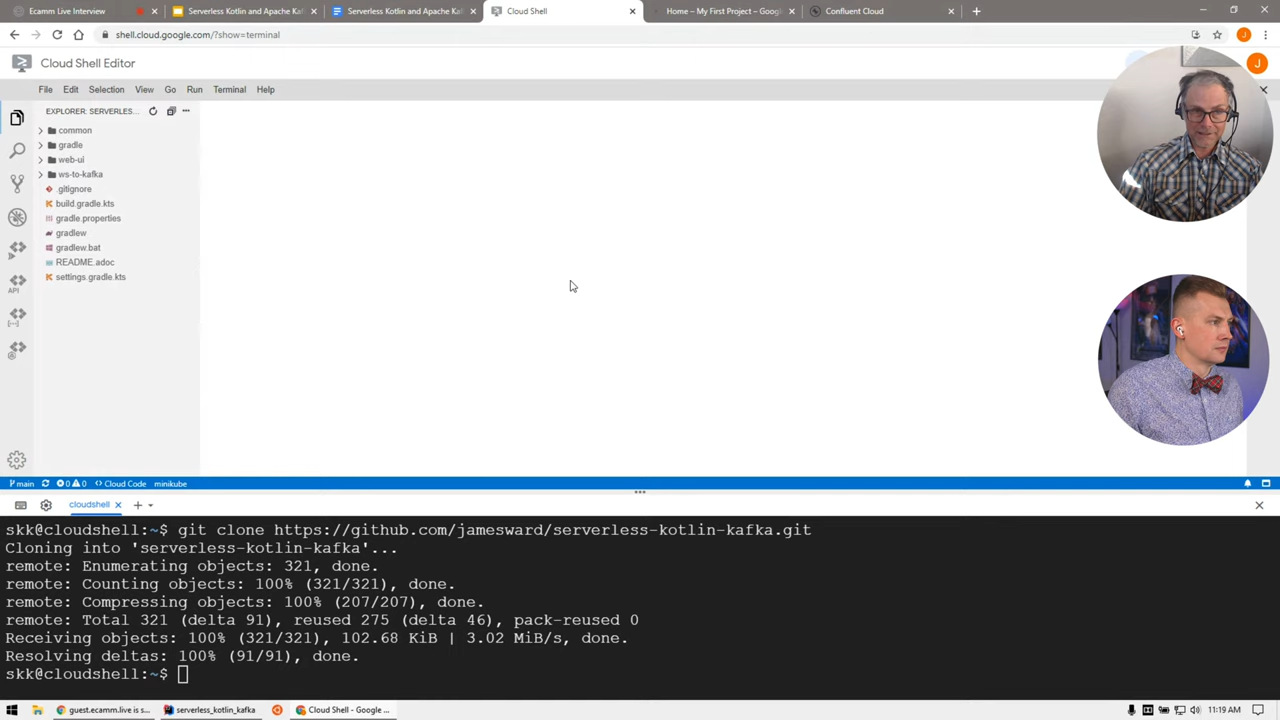 Ecamm Live Interview
Serverless Kotlin and Apache Ka
Serverless Kotlin and Apache Ka
Cloud Shell
Home – My First Project – Googl
Confluent Cloud
shell.cloud.google.com/?show=terminal
J
Cloud Shell Editor
J
File Edit Selection View Go Run Terminal Help
EXPLORER: SERVERLES...
common
gradle
web-ui
ws-to-kafka
.gitignore
build.gradle.kts
gradle.properties
gradlew
gradlew.bat
README.adoc
API
settings.gradle.kts
main 0 0 Cloud Code minikube
cloudshell
skk@cloudshell:~$ git clone https://github.com/jamesward/serverless-kotlin-kafka.git
Cloning into 'serverless-kotlin-kafka'...
remote: Enumerating objects: 321, done.
remote: Counting objects: 100% (321/321), done.
remote: Compressing objects: 100% (207/207), done.
remote: Total 321 (delta 91), reused 275 (delta 46), pack-reused 0
Receiving objects: 100% (321/321), 102.68 KiB | 3.02 MiB/s, done.
Resolving deltas: 100% (91/91), done.
skk@cloudshell:~$
guest.ecamm.live is s...
serverless_kotlin_kafka
Cloud Shell - Google ...
11:19 AM